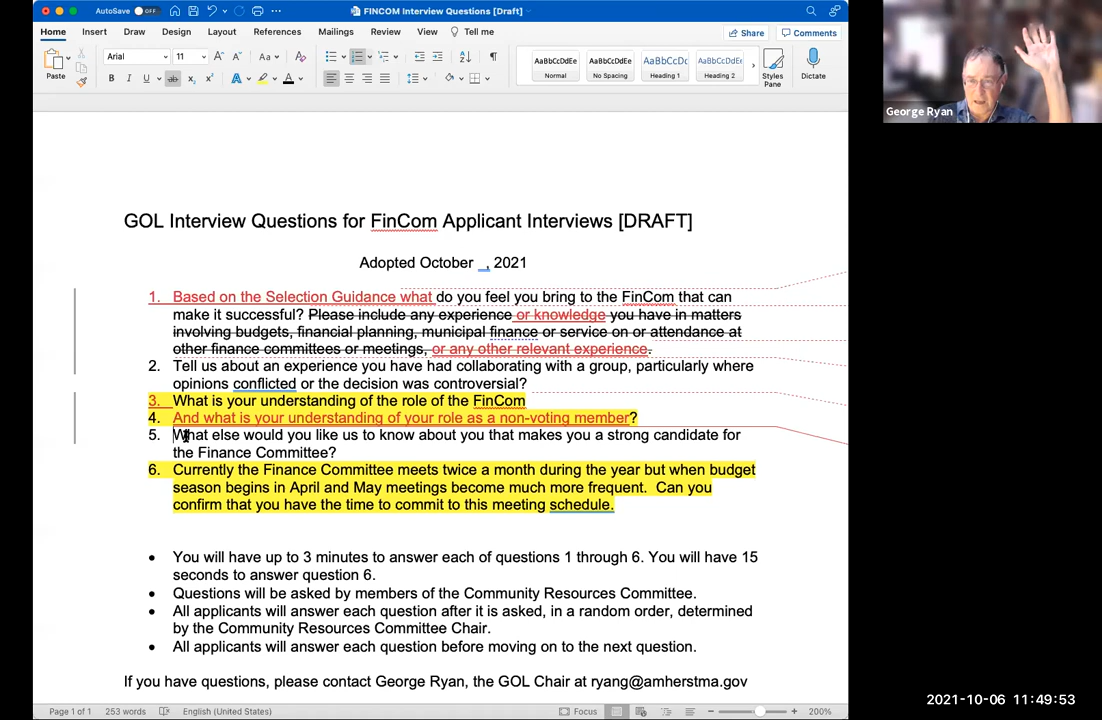 AutoSave OFF FINCOM Interview Questions [Draft]
Home Insert Draw Design Layout References Mailings Review View Tell me Share Comments
Paste Arial 11 A A Aa A AaBbCcDdEe AaBbCcDdEe AaBbCcDc AaBbCcDdEe Styles Pane Dictate
B I U ab x₂ x² A A Normal No Spacing Heading 1 Heading 2
George Ryan
GOL Interview Questions for FinCom Applicant Interviews [DRAFT]
Adopted October _, 2021
1. Based on the Selection Guidance what do you feel you bring to the FinCom that can
make it successful? Please include any experience or knowledge you have in matters
involving budgets, financial planning, municipal finance or service on or attendance at
other finance committees or meetings, or any other relevant experience.
2. Tell us about an experience you have had collaborating with a group, particularly where
opinions conflicted or the decision was controversial?
3. What is your understanding of the role of the FinCom
4. And what is your understanding of your role as a non-voting member?
5. What else would you like us to know about you that makes you a strong candidate for
the Finance Committee?
6. Currently the Finance Committee meets twice a month during the year but when budget
season begins in April and May meetings become much more frequent. Can you
confirm that you have the time to commit to this meeting schedule.
• You will have up to 3 minutes to answer each of questions 1 through 6. You will have 15
seconds to answer question 6.
• Questions will be asked by members of the Community Resources Committee.
• All applicants will answer each question after it is asked, in a random order, determined
by the Community Resources Committee Chair.
• All applicants will answer each question before moving on to the next question.
If you have questions, please contact George Ryan, the GOL Chair at ryang@amherstma.gov
Page 1 of 1 253 words English (United States) Focus 200%
2021-10-06 11:49:53